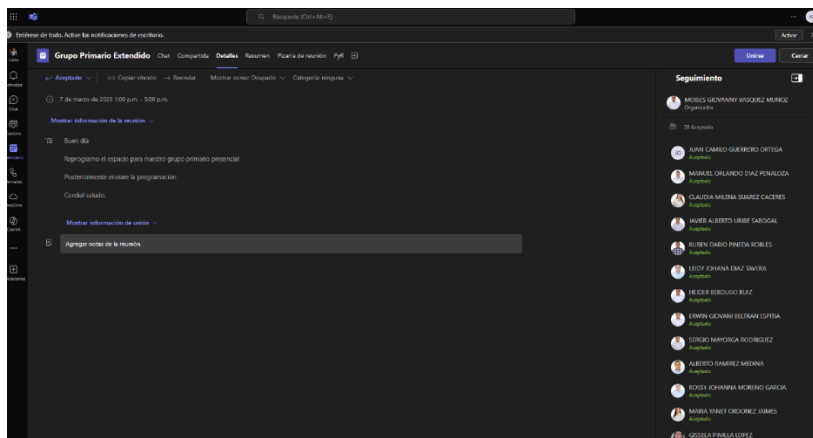 Búsqueda (Ctrl+Alt+E)
Entérese de todo. Active las notificaciones de escritorio.
Activar
Grupo Primario Extendido Chat Compartida Detalles Resumen Pizarra de reunión PyR
Unirse Cerrar
Aceptado Copiar vínculo Reenviar Mostrar como: Ocupado Categoría: ninguna
7 de marzo de 2025 1:00 p.m. - 5:00 p.m.
Mostrar información de la reunión
Buen día
Reprogramo el espacio para nuestro grupo primario presencial
Posteriormente enviare la programación
Cordial saludo.
Mostrar información de unión
Agregar notas de la reunión
Chat
Seguimiento
MOISES GIOVANNY VASQUEZ MUNOZ
Organizador
Aceptado
JO
JUAN CAMILO GUERRERO ORTEGA
Aceptado
MANUEL ORLANDO DIAZ PENALOZA
Aceptado
CLAUDIA MILENA SUAREZ CACERES
Aceptado
JAVIER ALBERTO URIBE SABOGAL
Aceptado
RUBEN DARIO PINEDA ROBLES
Aceptado
LEIDY JOHANA DIAZ TAVERA
Aceptado
HEIDER BERDUGO RUIZ
Aceptado
ERWIN GIOVANI BELTRAN ESPITIA
Aceptado
SERGIO MAYORGA RODRIGUEZ
Aceptado
ALBERTO RAMIREZ MEDINA
Aceptado
ROSSY JOHANNA MORENO GARCIA
Aceptado
MARIA YANET ORDONEZ JAIMES
Aceptado
GISSELA PINILLA LOPEZ